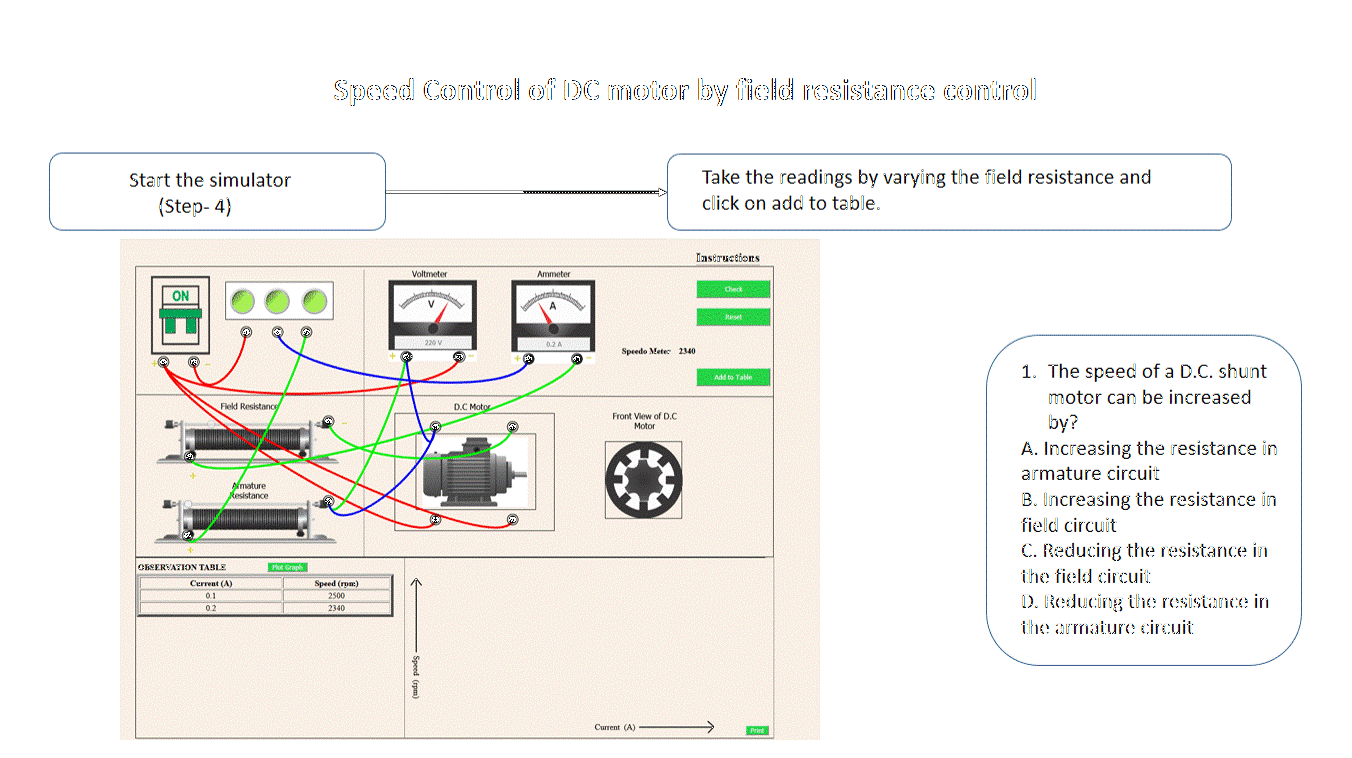 Speed Control of DC motor by field resistance control
Start the simulator
(Step- 4)
Take the readings by varying the field resistance and
click on add to table.
Instructions
Voltmeter
Ammeter
ON
V
A
220 V
0.2 A
+
-
+
-
+
-
Check
Reset
Speedo Meter 2340
Add to Table
Field Resistance
-
+
Armature
Resistance
-
+
D.C Motor
Front View of D.C
Motor
OBSERVATION TABLE
Plot Graph
Current (A) Speed (rpm)
0.1 2500
0.2 2340
Speed (rpm)
Current (A)
Print
1. The speed of a D.C. shunt
motor can be increased
by?
A. Increasing the resistance in
armature circuit
B. Increasing the resistance in
field circuit
C. Reducing the resistance in
the field circuit
D. Reducing the resistance in
the armature circuit